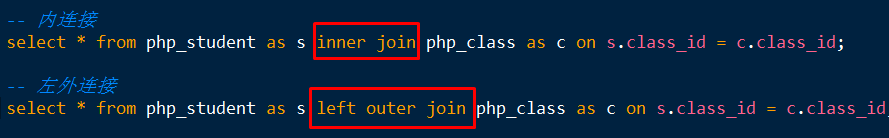 -- 内连接
select * from php_student as s inner join php_class as c on s.class_id = c.class_id;
-- 左外连接
select * from php_student as s left outer join php_class as c on s.class_id = c.class_id